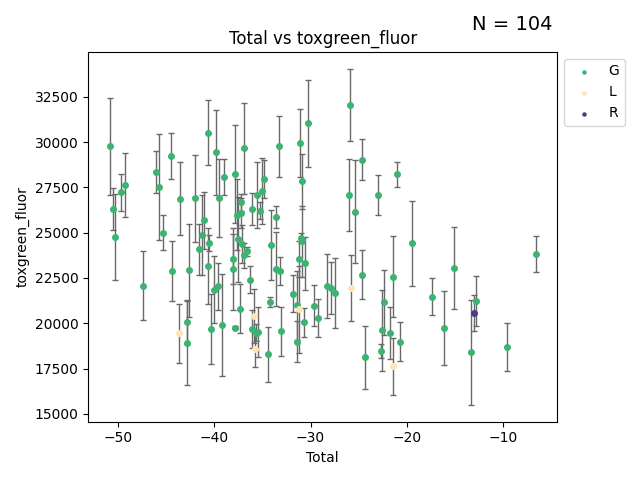 N = 104
Total vs toxgreen_fluor
G
L
R
toxgreen_fluor
32500
30000
27500
25000
22500
20000
17500
15000
−50
−40
−30
−20
−10
Total